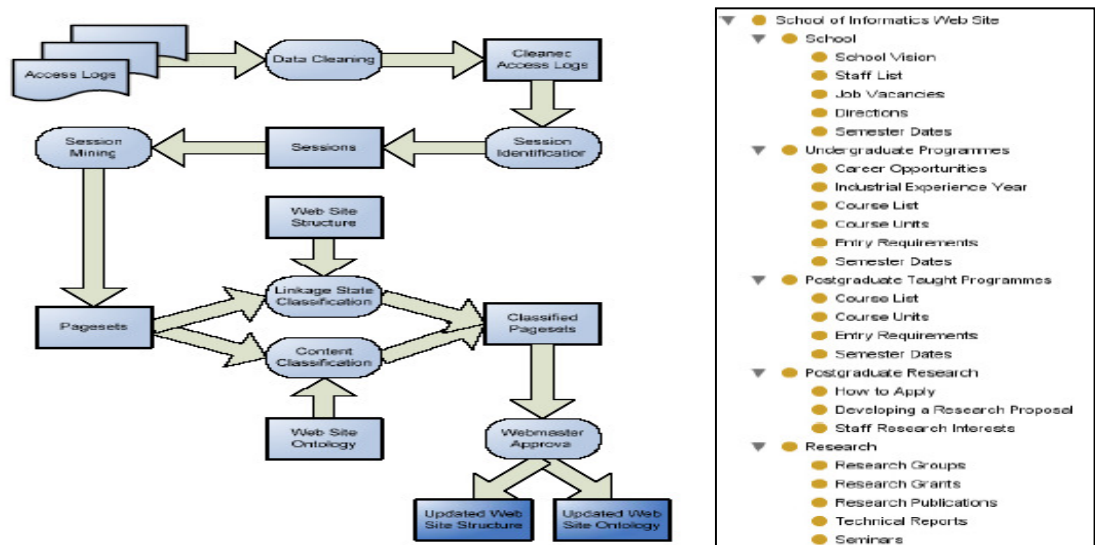 Access Logs
Data Cleaning
Cleanec
Access Logs
Session
Mining
Sessions
Session
Identificatior
Web Site
Structure
Linkage State
Classification
Pagesets
Classified
Pagesets
Content
Classification
Web Site
Ontology
Webmaster
Approva
Updated Web
Site Structure
Updated Web
Site Ontology
School of Informatics Web Site
School
School Vision
Staff List
Job Vacancies
Directions
Semester Dates
Undergraduate Programmes
Career Opportunities
Industrial Experience Year
Course List
Course Units
Entry Requirements
Semester Dates
Postgraduate Taught Programmes
Course List
Course Units
Entry Requirements
Semester Dates
Postgraduate Research
How to Apply
Developing a Research Proposal
Staff Research Interests
Research
Research Groups
Research Grants
Research Publications
Technical Reports
Seminars